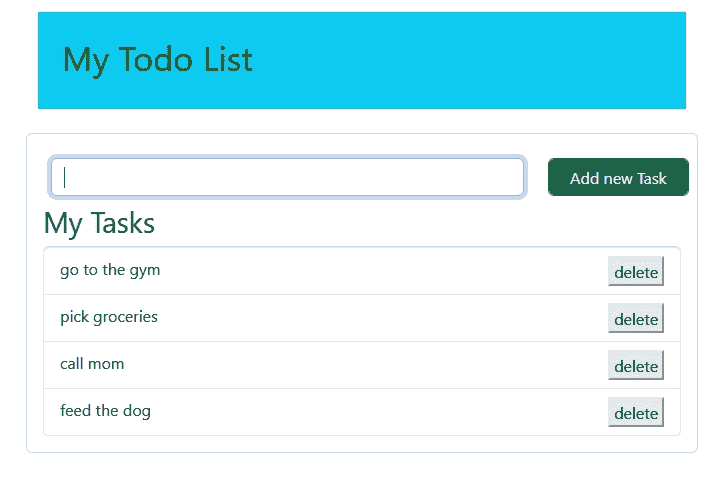 My Todo List
Add new Task
My Tasks
go to the gym delete
pick groceries delete
call mom delete
feed the dog delete